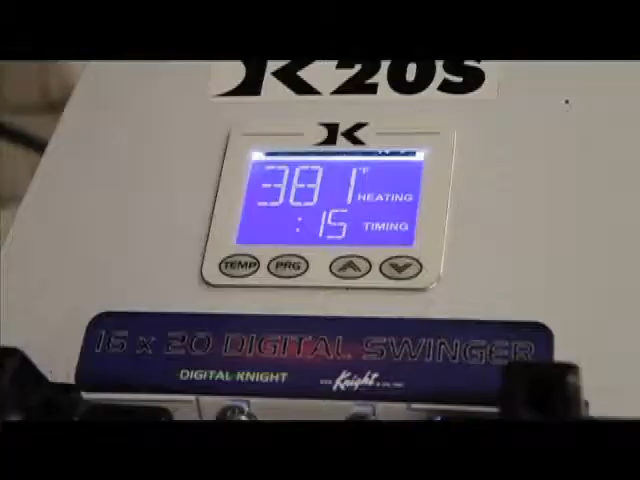 K20S
K
381°F HEATING
:15 TIMING
TEMP PRG
16 x 20 DIGITAL SWINGER
DIGITAL KNIGHT
Knight